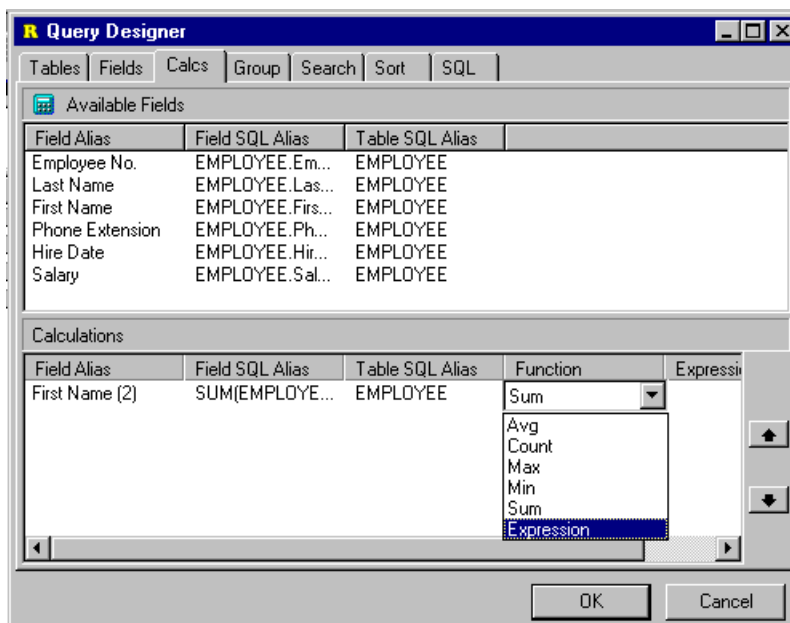 R Query Designer
Tables Fields Calcs Group Search Sort SQL
Available Fields
Field Alias Field SQL Alias Table SQL Alias
Employee No. EMPLOYEE.Em... EMPLOYEE
Last Name EMPLOYEE.Las... EMPLOYEE
First Name EMPLOYEE.Firs... EMPLOYEE
Phone Extension EMPLOYEE.Ph... EMPLOYEE
Hire Date EMPLOYEE.Hir... EMPLOYEE
Salary EMPLOYEE.Sal... EMPLOYEE
Calculations
Field Alias Field SQL Alias Table SQL Alias Function Expressi
First Name (2) SUM(EMPLOYE... EMPLOYEE Sum
Avg
Count
Max
Min
Sum
Expression
OK Cancel